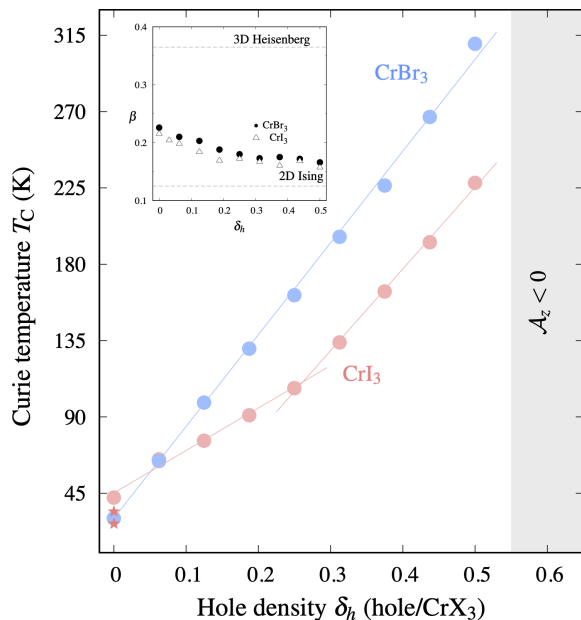 315
270
225
180
135
90
45
Curie temperature T_C (K)
0
0.1
0.2
0.3
0.4
0.5
0.6
Hole density δ_h (hole/CrX₃)
CrBr₃
CrI₃
𝒜_z < 0
0.4
0.3
0.2
0.1
β
3D Heisenberg
CrBr₃
CrI₃
2D Ising
0
0.1
0.2
0.3
0.4
0.5
δ_h